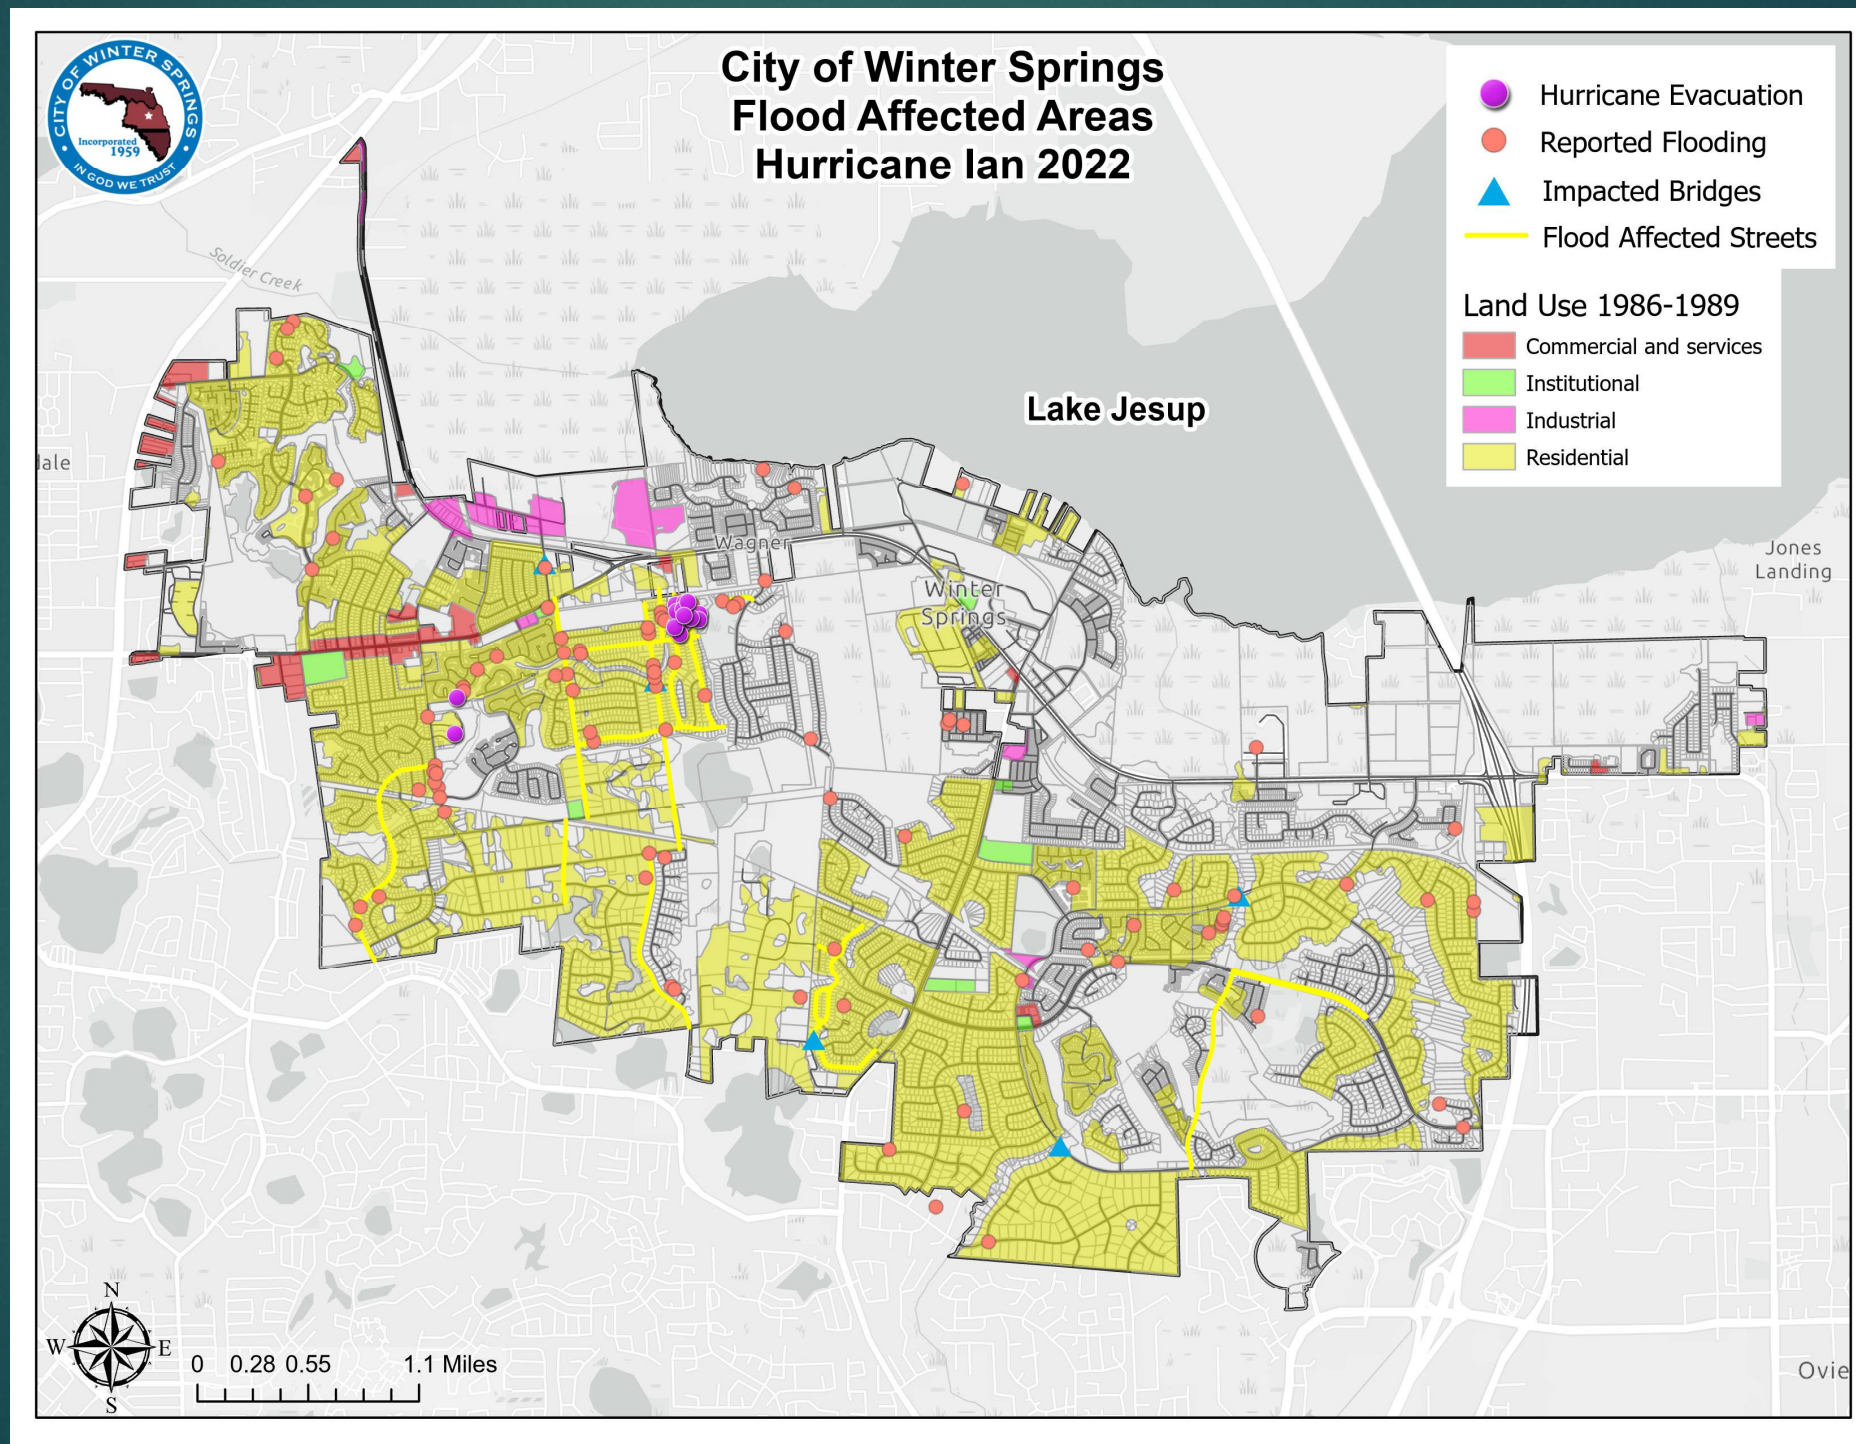 City of Winter Springs
Flood Affected Areas
Hurricane Ian 2022
CITY OF WINTER SPRINGS
Incorporated
1959
IN GOD WE TRUST
Hurricane Evacuation
Reported Flooding
Impacted Bridges
Flood Affected Streets
Land Use 1986-1989
Commercial and services
Institutional
Industrial
Residential
Soldier Creek
Lake Jesup
dale
Wagner
Jones
Landing
Winter
Springs
N
W
E
S
0 0.28 0.55 1.1 Miles
Ovie